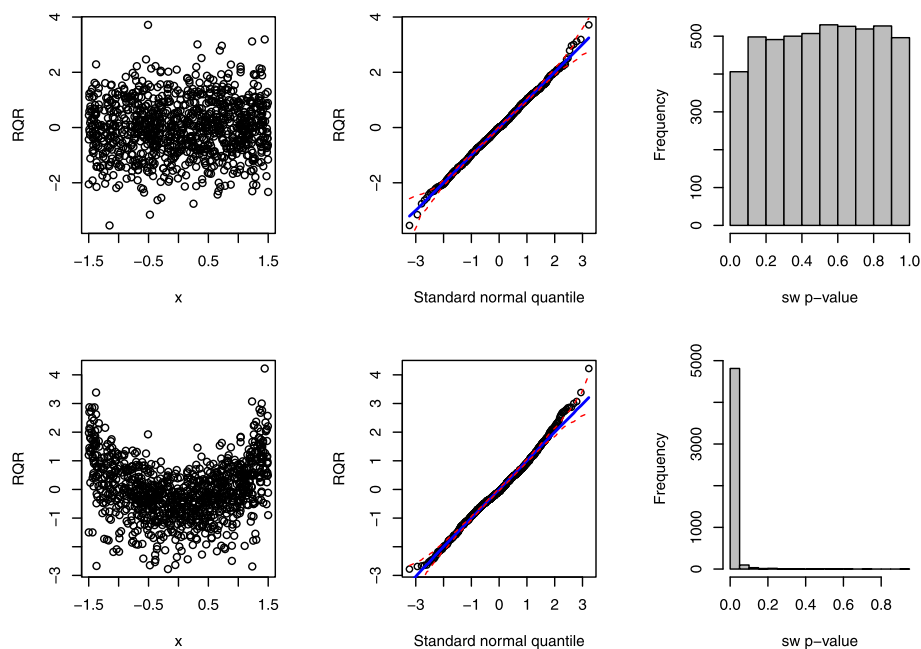 RQR
4
2
0
−2
−1.5 −0.5 0.5 1.5
x
RQR
4
2
0
−2
−3 −1 0 1 2 3
Standard normal quantile
Frequency
500
300
100
0
0.0 0.2 0.4 0.6 0.8 1.0
sw p−value
RQR
4
3
2
1
0
−1
−3
−1.5 −0.5 0.5 1.5
x
RQR
4
3
2
1
0
−1
−3
−3 −1 0 1 2 3
Standard normal quantile
Frequency
5000
3000
1000
0
0.0 0.2 0.4 0.6 0.8
sw p−value